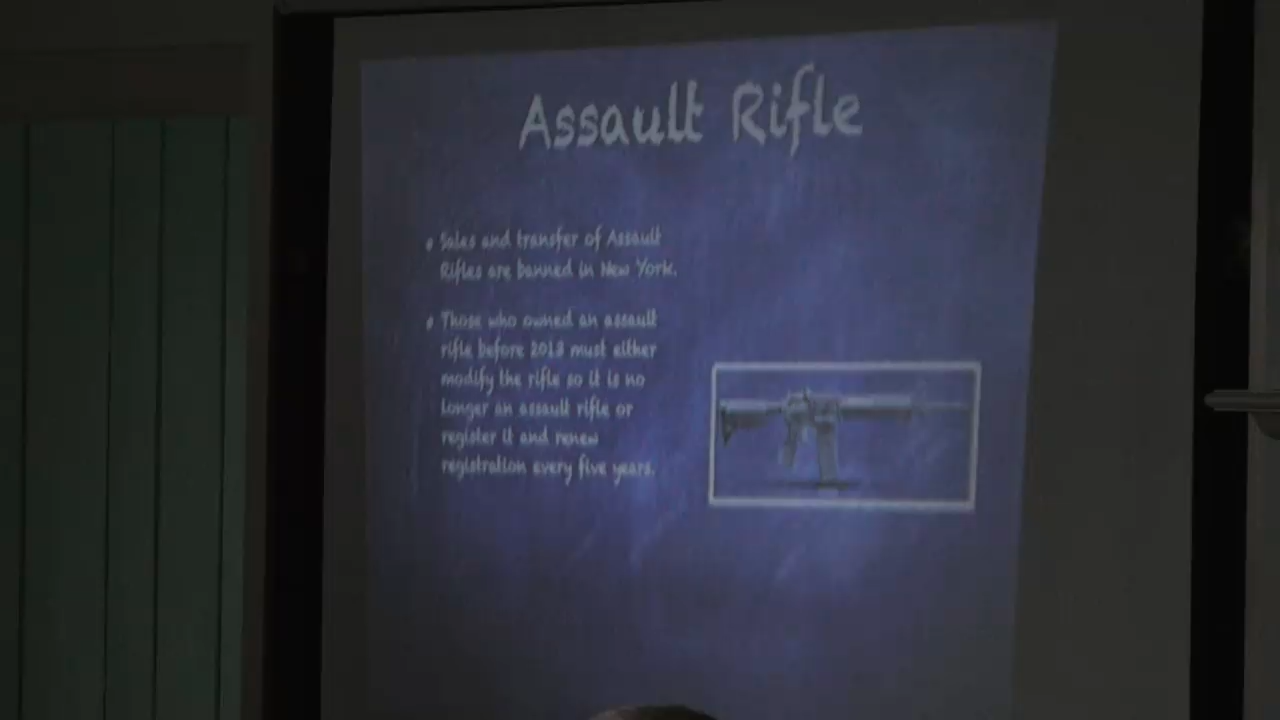 Assault Rifle
• Sales and transfer of Assault
Rifles are banned in New York.
• Those who owned an assault
rifle before 2013 must either
modify the rifle so it is no
longer an assault rifle or
register it and renew
registration every five years.